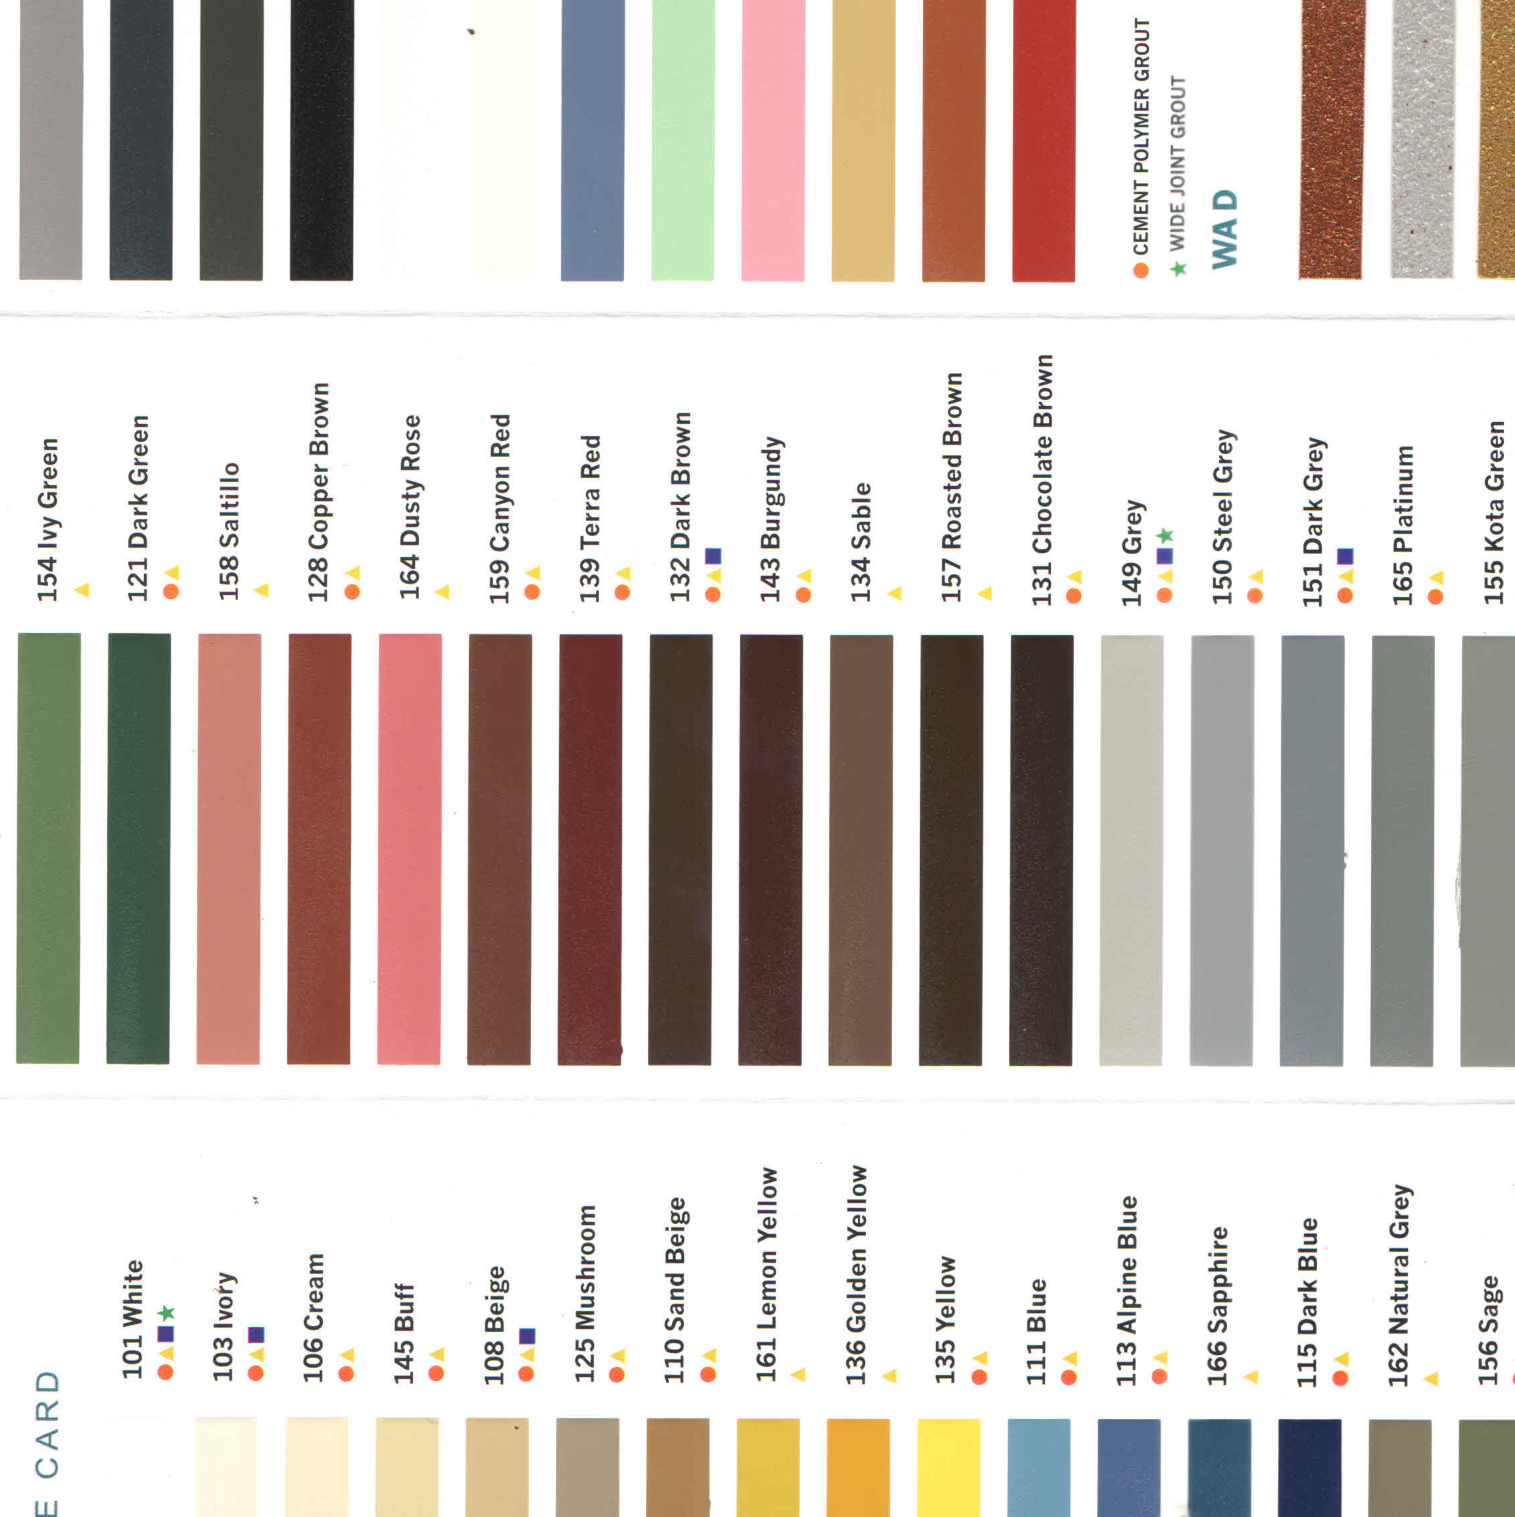 CEMENT POLYMER GROUT
WIDE JOINT GROUT
WA D
154 Ivy Green
121 Dark Green
158 Saltillo
128 Copper Brown
164 Dusty Rose
159 Canyon Red
139 Terra Red
132 Dark Brown
143 Burgundy
134 Sable
157 Roasted Brown
131 Chocolate Brown
149 Grey
150 Steel Grey
151 Dark Grey
165 Platinum
155 Kota Green
E CARD
101 White
103 Ivory
106 Cream
145 Buff
108 Beige
125 Mushroom
110 Sand Beige
161 Lemon Yellow
136 Golden Yellow
135 Yellow
111 Blue
113 Alpine Blue
166 Sapphire
115 Dark Blue
162 Natural Grey
156 Sage